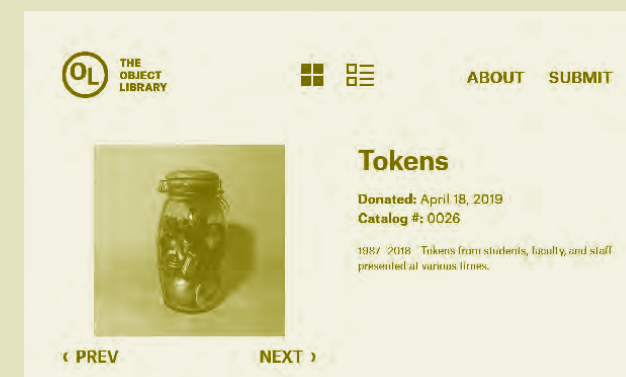 OL
THE
OBJECT
LIBRARY
ABOUT SUBMIT
Tokens
Donated: April 18, 2019
Catalog #: 0026
1987 2018 Tokens from students, faculty, and staff
presented at various times.
‹ PREV NEXT ›